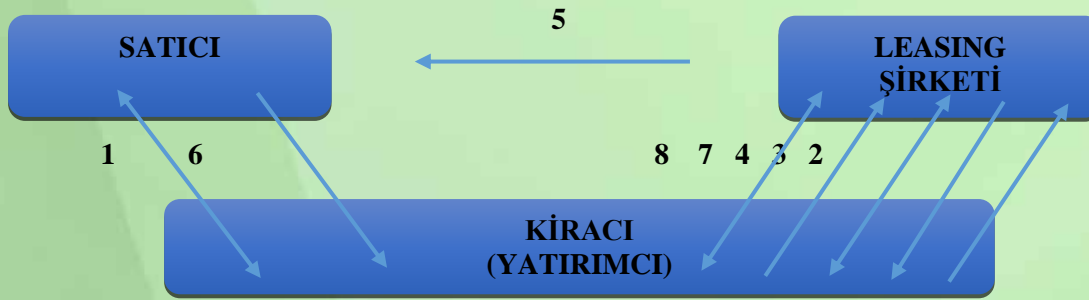 5
SATICI
LEASING
ŞİRKETİ
1 6 8 7 4 3 2
KİRACI
(YATIRIMCI)